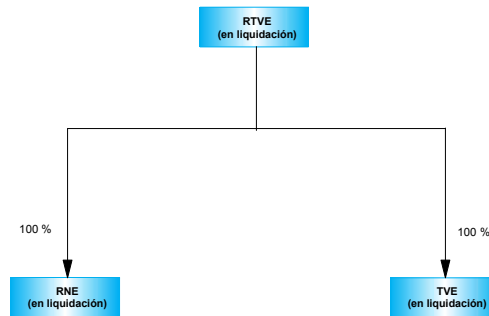 RTVE
(en liquidación)
100 %
100 %
RNE
(en liquidación)
TVE
(en liquidación)